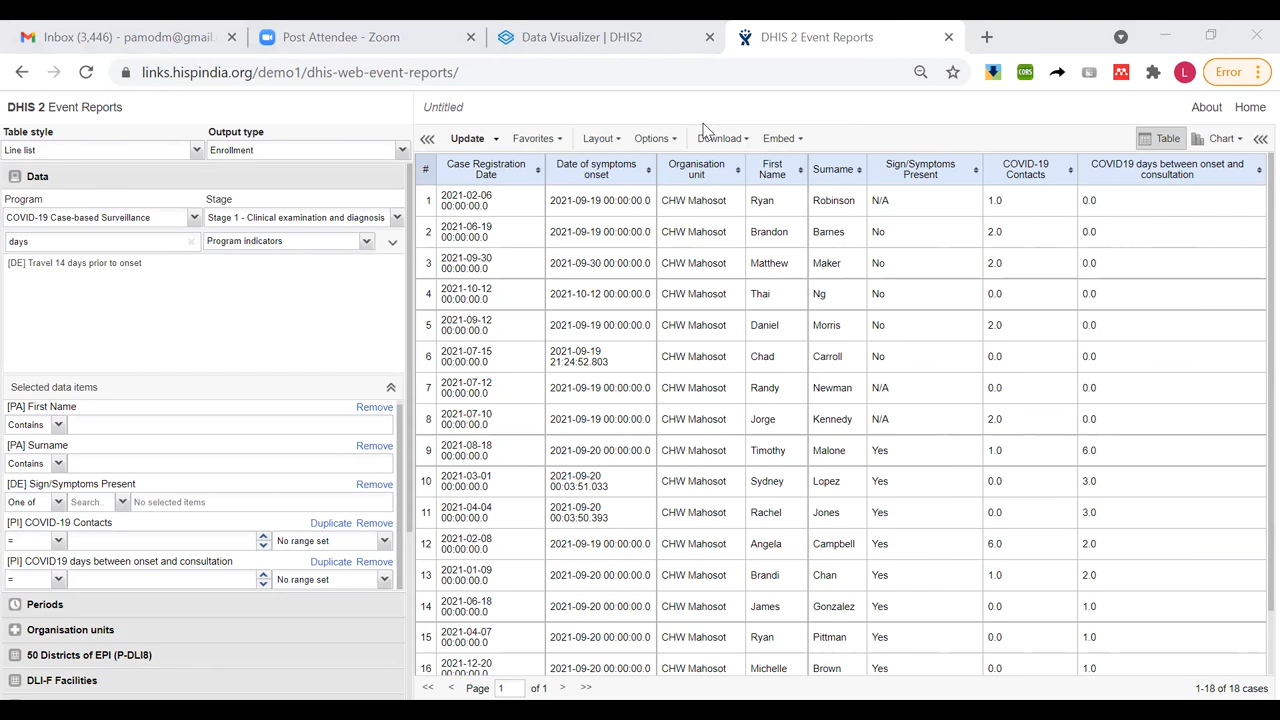 Inbox (3,446) - pamodm@gmail.
Post Attendee - Zoom
Data Visualizer | DHIS2
DHIS 2 Event Reports
links.hispindia.org/demo1/dhis-web-event-reports/
CORS
L
Error
DHIS 2 Event Reports
Untitled
About
Home
Table style
Output type
Line list
Enrollment
Update
Favorites
Layout
Options
Download
Embed
Table
Chart
Data
Program
Stage
COVID-19 Case-based Surveillance
Stage 1 - Clinical examination and diagnosis
days
Program indicators
[DE] Travel 14 days prior to onset
Selected data items
[PA] First Name
Remove
Contains
[PA] Surname
Remove
Contains
[DE] Sign/Symptoms Present
Remove
One of
Search..
No selected items
[PI] COVID-19 Contacts
Duplicate Remove
=
No range set
[PI] COVID19 days between onset and consultation
Duplicate Remove
=
No range set
Periods
Organisation units
50 Districts of EPI (P-DLI8)
DLI-F Facilities
# Case Registration Date Date of symptoms onset Organisation unit First Name Surname Sign/Symptoms Present COVID-19 Contacts COVID19 days between onset and consultation
1 2021-02-06 00:00:00.0 2021-09-19 00:00:00.0 CHW Mahosot Ryan Robinson N/A 1.0 0.0
2 2021-06-19 00:00:00.0 2021-09-19 00:00:00.0 CHW Mahosot Brandon Barnes No 2.0 0.0
3 2021-09-30 00:00:00.0 2021-09-30 00:00:00.0 CHW Mahosot Matthew Maker No 2.0 0.0
4 2021-10-12 00:00:00.0 2021-10-12 00:00:00.0 CHW Mahosot Thai Ng No 0.0 0.0
5 2021-09-12 00:00:00.0 2021-09-19 00:00:00.0 CHW Mahosot Daniel Morris No 2.0 0.0
6 2021-07-15 00:00:00.0 2021-09-19 21:24:52.803 CHW Mahosot Chad Carroll No 0.0 0.0
7 2021-07-12 00:00:00.0 2021-09-19 00:00:00.0 CHW Mahosot Randy Newman N/A 0.0 0.0
8 2021-07-10 00:00:00.0 2021-09-19 00:00:00.0 CHW Mahosot Jorge Kennedy N/A 2.0 0.0
9 2021-08-18 00:00:00.0 2021-09-19 00:00:00.0 CHW Mahosot Timothy Malone Yes 1.0 6.0
10 2021-03-01 00:00:00.0 2021-09-20 00:03:51.033 CHW Mahosot Sydney Lopez Yes 0.0 3.0
11 2021-04-04 00:00:00.0 2021-09-20 00:03:50.393 CHW Mahosot Rachel Jones Yes 0.0 3.0
12 2021-02-08 00:00:00.0 2021-09-19 00:00:00.0 CHW Mahosot Angela Campbell Yes 6.0 2.0
13 2021-01-09 00:00:00.0 2021-09-20 00:00:00.0 CHW Mahosot Brandi Chan Yes 1.0 2.0
14 2021-06-18 00:00:00.0 2021-09-20 00:00:00.0 CHW Mahosot James Gonzalez Yes 0.0 1.0
15 2021-04-07 00:00:00.0 2021-09-20 00:00:00.0 CHW Mahosot Ryan Pittman Yes 0.0 1.0
16 2021-12-20 00:00:00.0 2021-09-20 00:00:00.0 CHW Mahosot Michelle Brown Yes 0.0 1.0
<< < Page 1 of 1 > >>
1-18 of 18 cases